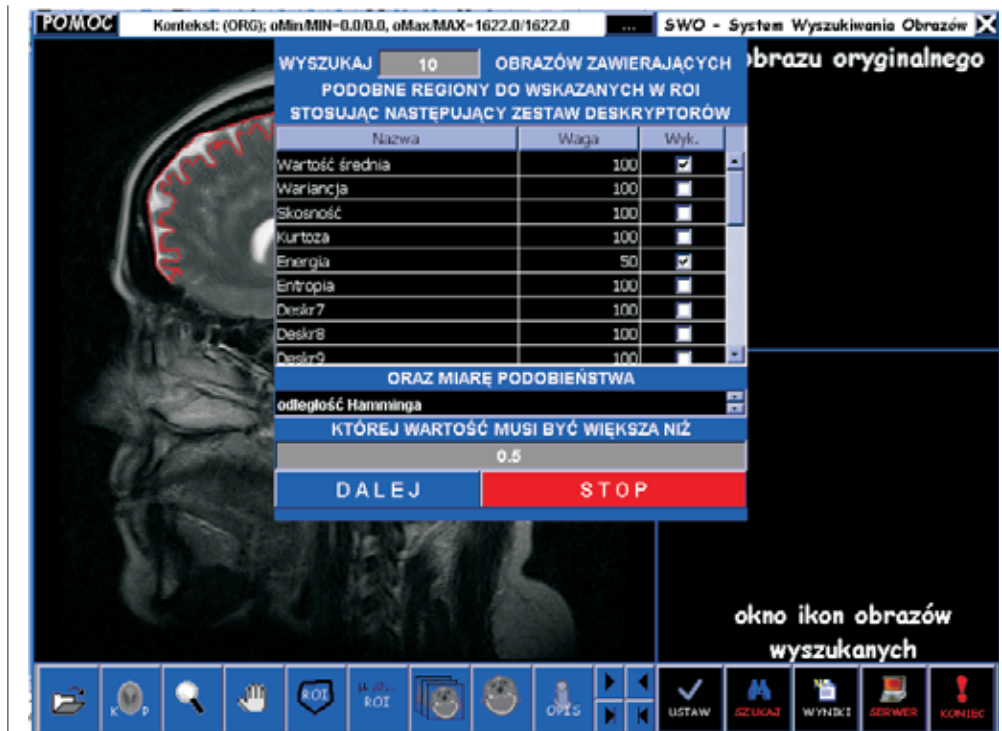 POMOC Kontekst: (ORG); oMin/MIN=0.0/0.0, oMax/MAX=1622.0/1622.0 ... SWO - System Wyszukiwania Obrazów X
brazu oryginalnego
WYSZUKAJ 10 OBRAZÓW ZAWIERAJĄCYCH
PODOBNE REGIONY DO WSKAZANYCH W ROI
STOSUJĄC NASTĘPUJĄCY ZESTAW DESKRYPTORÓW
Nazwa Waga Wyk.
Wartość średnia 100
Wariancja 100
Skosność 100
Kurtoza 100
Energia 50
Entropia 100
Deskr7 100
Deskr8 100
Deskr9 100
ORAZ MIARĘ PODOBIEŃSTWA
odległość Hamminga
KTÓREJ WARTOŚĆ MUSI BYĆ WIĘKSZA NIŻ
0.5
DALEJ STOP
okno ikon obrazów
wyszukanych
K P ROI ROI OPIS USTAW SZUKAJ WYNIKI SERWER KONIEC